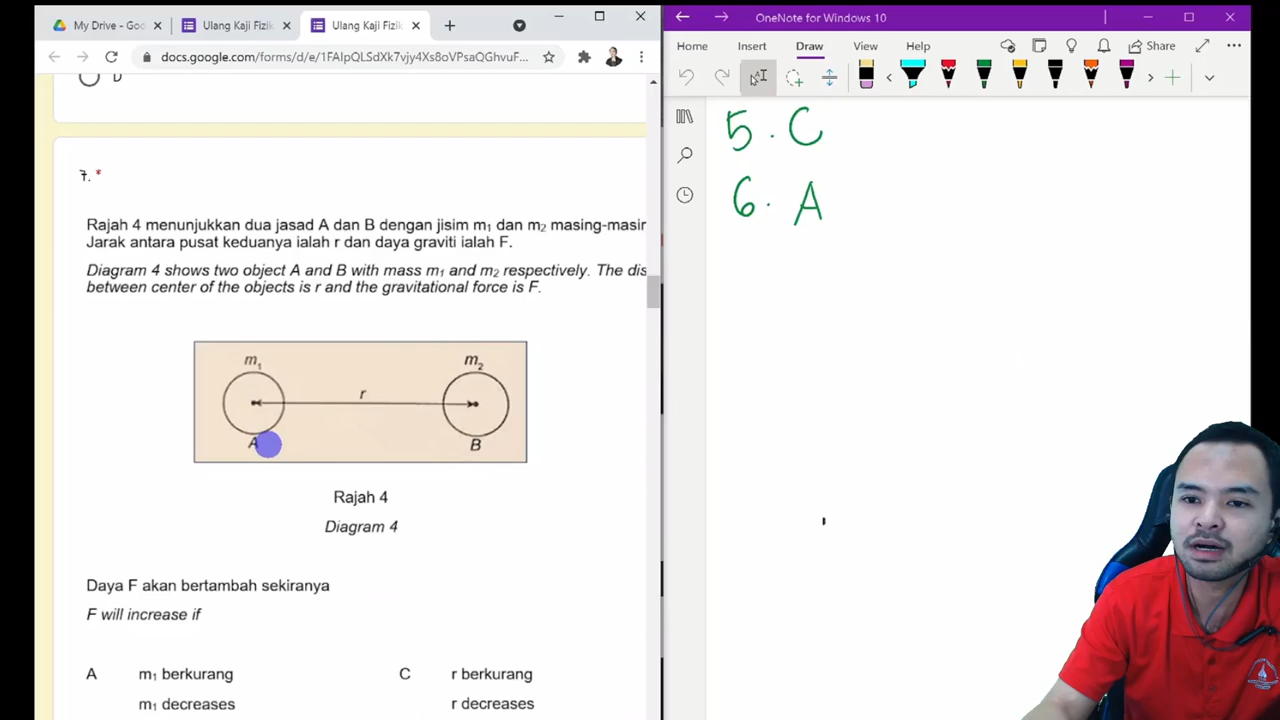 My Drive - Goo
Ulang Kaji Fizik
Ulang Kaji Fizik
docs.google.com/forms/d/e/1FAIpQLSdXk7vjy4Xs8oVPsaQGhvuF...
D
7. *
Rajah 4 menunjukkan dua jasad A dan B dengan jisim m₁ dan m₂ masing-masin
Jarak antara pusat keduanya ialah r dan daya graviti ialah F.
Diagram 4 shows two object A and B with mass m₁ and m₂ respectively. The dis
between center of the objects is r and the gravitational force is F.
m₁ m₂
r
A B
Rajah 4
Diagram 4
Daya F akan bertambah sekiranya
F will increase if
A m₁ berkurang C r berkurang
m₁ decreases r decreases
OneNote for Windows 10
Home Insert Draw View Help Share
5. C
6. A